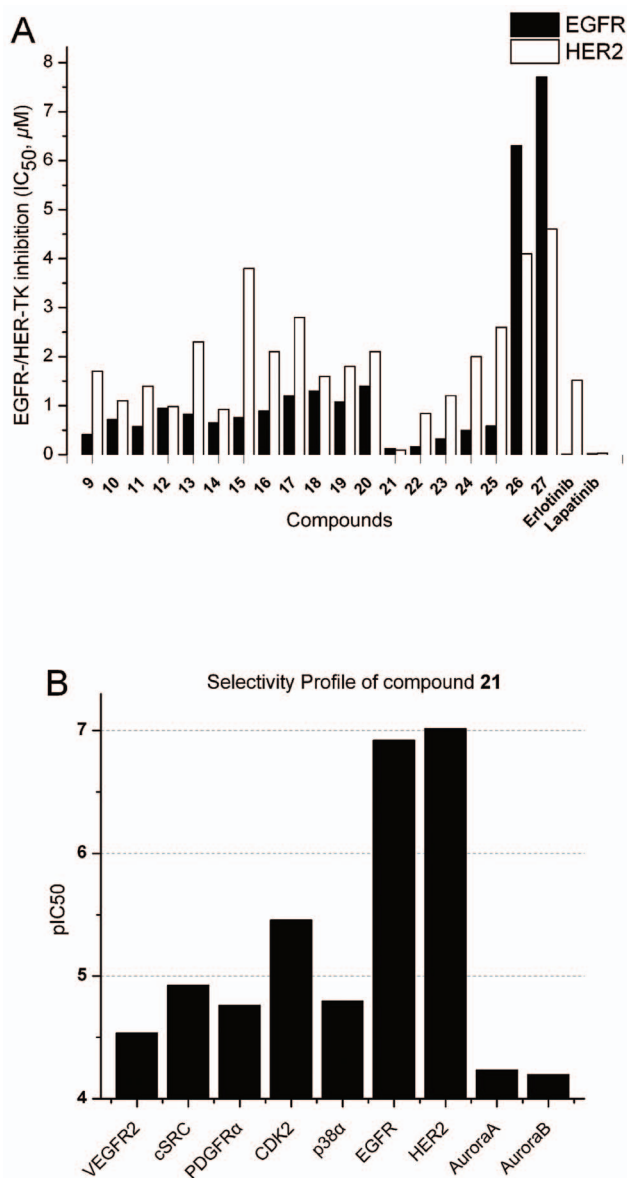 A
EGFR
HER2
EGFR-/HER-TK inhibition (IC50, µM)
8
7
6
5
4
3
2
1
0
9 10 11 12 13 14 15 16 17 18 19 20 21 22 23 24 25 26 27 Erlotinib Lapatinib
Compounds
B
Selectivity Profile of compound 21
pIC50
7
6
5
4
VEGFR2 cSRC PDGFRα CDK2 p38α EGFR HER2 AuroraA AuroraB